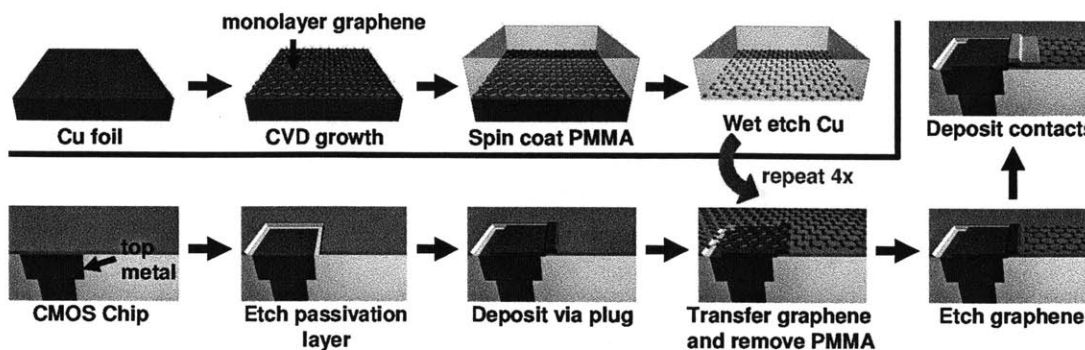 monolayer graphene
Cu foil
CVD growth
Spin coat PMMA
Wet etch Cu
Deposit contacts
repeat 4x
top
metal
CMOS Chip
Etch passivation
layer
Deposit via plug
Transfer graphene
and remove PMMA
Etch graphene